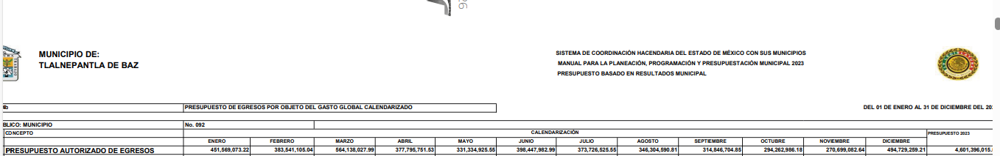 MUNICIPIO DE:
TLALNEPANTLA DE BAZ
SISTEMA DE COORDINACIÓN HACENDARIA DEL ESTADO DE MÉXICO CON SUS MUNICIPIOS
MANUAL PARA LA PLANEACIÓN, PROGRAMACIÓN Y PRESUPUESTACIÓN MUNICIPAL 2023
PRESUPUESTO BASADO EN RESULTADOS MUNICIPAL
PRESUPUESTO DE EGRESOS POR OBJETO DEL GASTO GLOBAL CALENDARIZADO DEL 01 DE ENERO AL 31 DE DICIEMBRE DEL
BLICO: MUNICIPIO No. 092
CONCEPTO CALENDARIZACIÓN PRESUPUESTO 2023
ENERO FEBRERO MARZO ABRIL MAYO JUNIO JULIO AGOSTO SEPTIEMBRE OCTUBRE NOVIEMBRE DICIEMBRE
PRESUPUESTO AUTORIZADO DE EGRESOS 451,569,073.22 383,541,105.04 564,138,027.99 377,795,751.53 331,334,925.55 398,447,982.99 373,726,525.55 346,304,590.81 314,846,704.85 294,262,986.18 270,699,082.64 494,729,259.21 4,601,396,015.